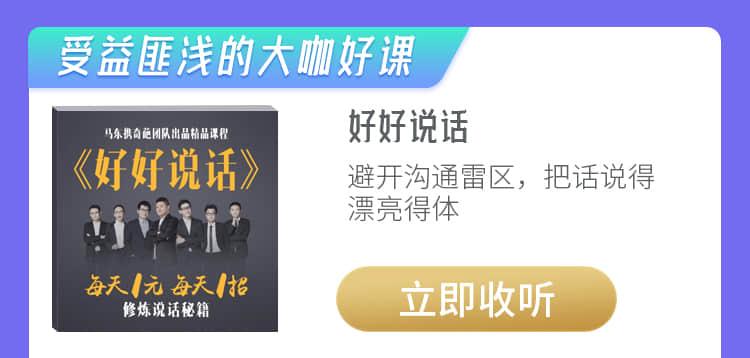 受益匪浅的大咖好课
马东携奇葩团队出品精品课程
《好好说话》
每天1元 每天1招
修炼说话秘籍
好好说话
避开沟通雷区，把话说得
漂亮得体
立即收听